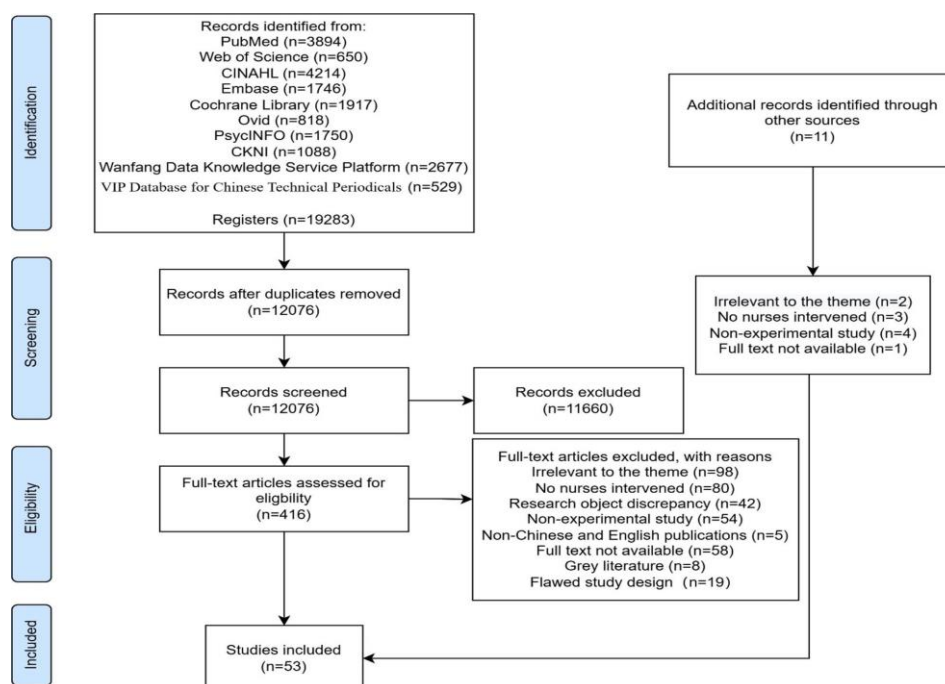 Identification
Records identified from:
PubMed (n=3894)
Web of Science (n=650)
CINAHL (n=4214)
Embase (n=1746)
Cochrane Library (n=1917)
Ovid (n=818)
PsycINFO (n=1750)
CKNI (n=1088)
Wanfang Data Knowledge Service Platform (n=2677)
VIP Database for Chinese Technical Periodicals (n=529)
Registers (n=19283)
Additional records identified through
other sources
(n=11)
Screening
Records after duplicates removed
(n=12076)
Irrelevant to the theme (n=2)
No nurses intervened (n=3)
Non-experimental study (n=4)
Full text not available (n=1)
Records screened
(n=12076)
Records excluded
(n=11660)
Eligibility
Full-text articles assessed for
eligbility
(n=416)
Full-text articles excluded, with reasons
Irrelevant to the theme (n=98)
No nurses intervened (n=80)
Research object discrepancy (n=42)
Non-experimental study (n=54)
Non-Chinese and English publications (n=5)
Full text not available (n=58)
Grey literature (n=8)
Flawed study design (n=19)
Included
Studies included
(n=53)